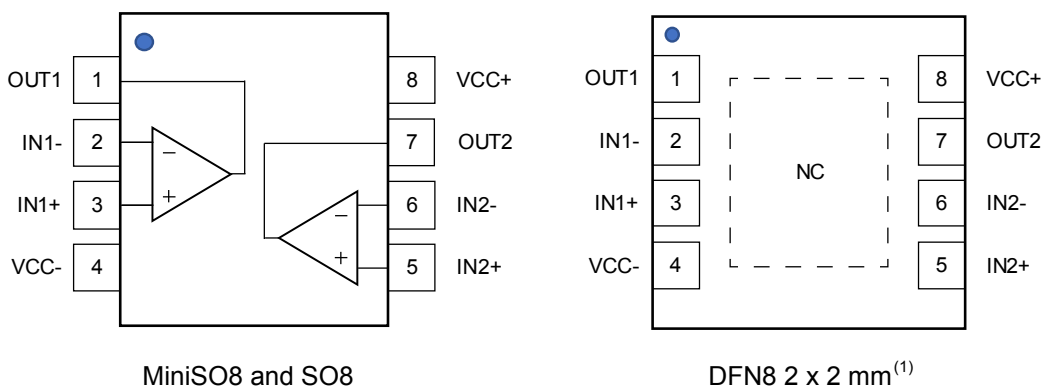 OUT1 1 8 VCC+
IN1- 2 − 7 OUT2
IN1+ 3 + − 6 IN2-
VCC- 4 + 5 IN2+
MiniSO8 and SO8
OUT1 1 8 VCC+
IN1- 2 7 OUT2
NC
IN1+ 3 6 IN2-
VCC- 4 5 IN2+
DFN8 2 x 2 mm(1)